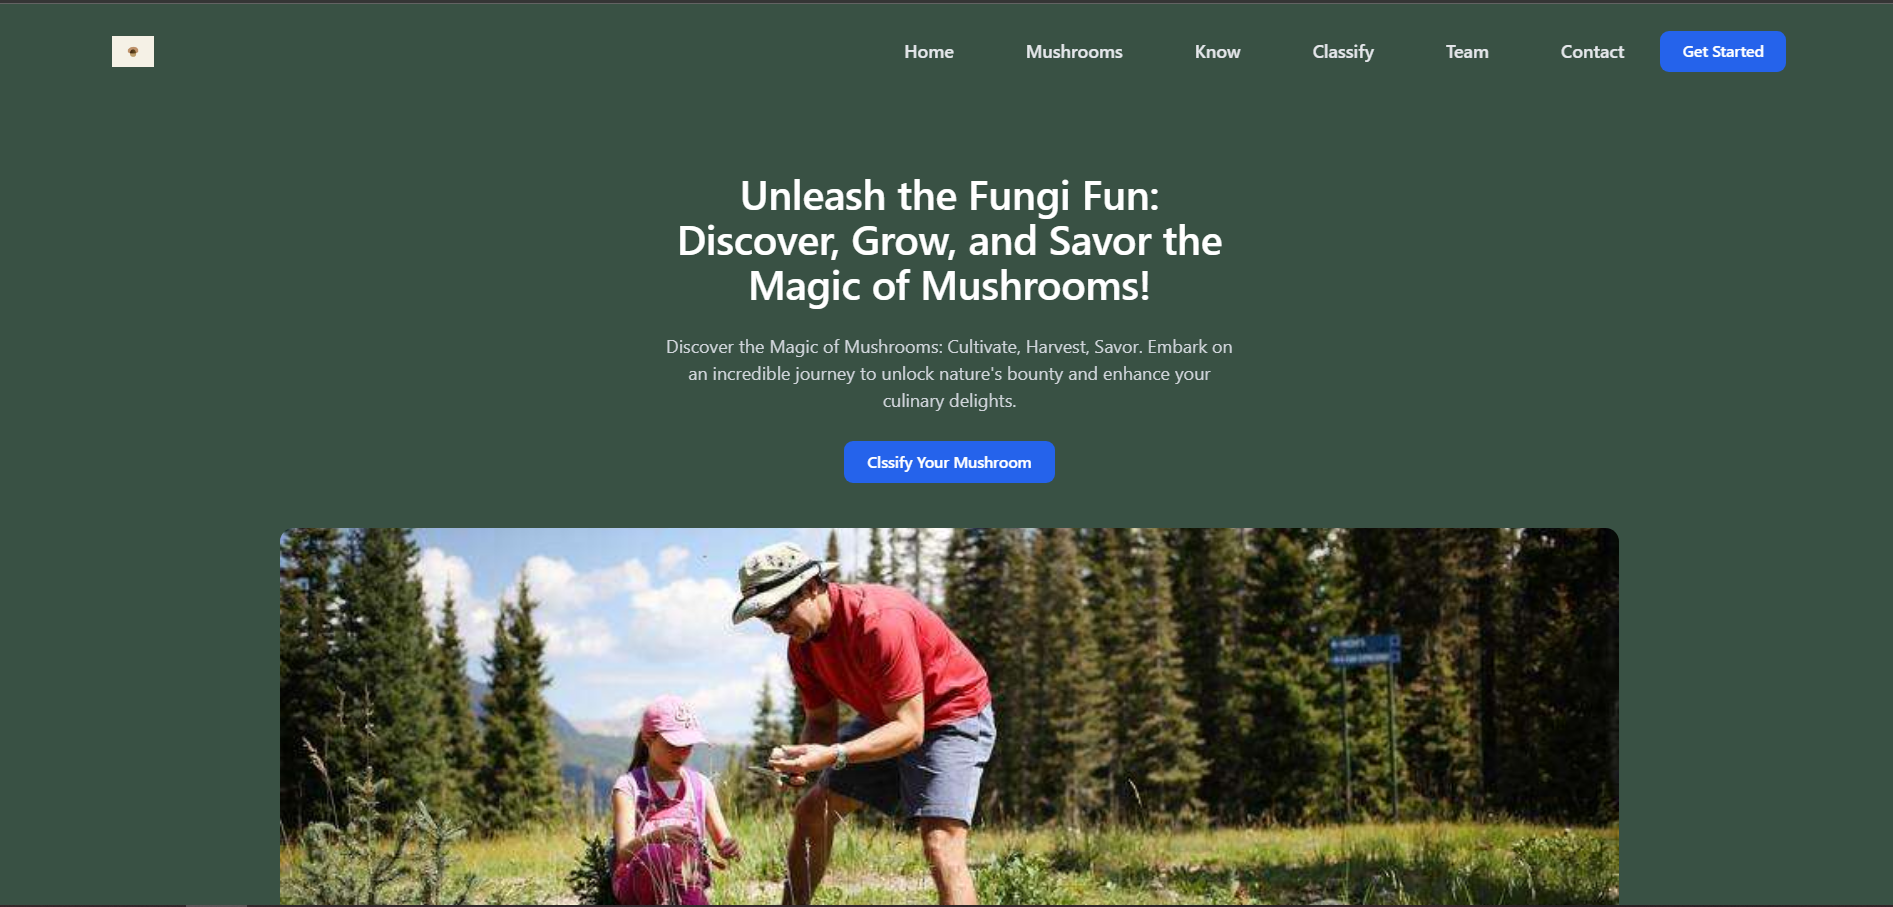 Home Mushrooms Know Classify Team Contact Get Started
Unleash the Fungi Fun:
Discover, Grow, and Savor the
Magic of Mushrooms!
Discover the Magic of Mushrooms: Cultivate, Harvest, Savor. Embark on
an incredible journey to unlock nature's bounty and enhance your
culinary delights.
Clssify Your Mushroom